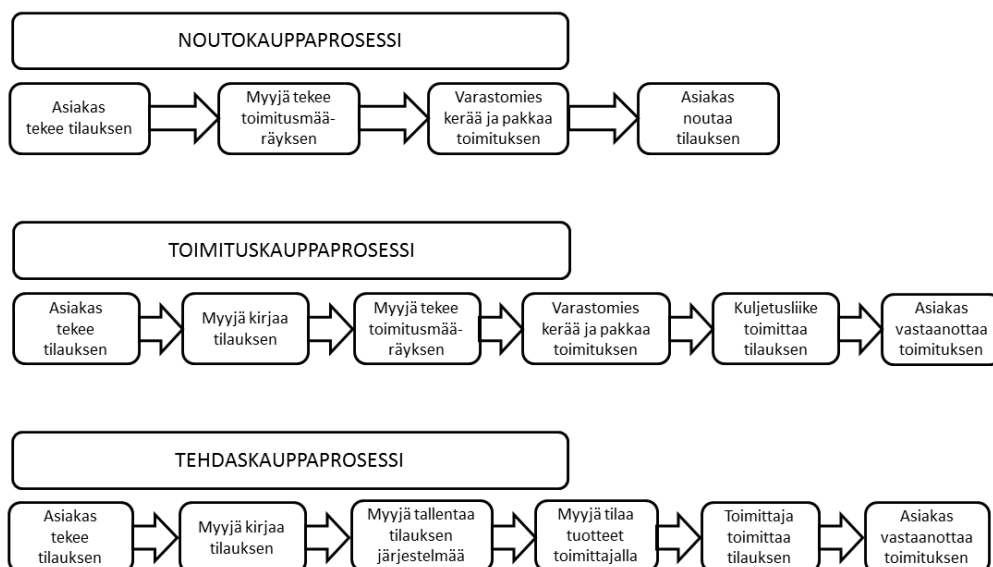 NOUTOKAUPPAPROSESSI
Asiakas
tekee tilauksen
Myyjä tekee
toimitusmää-
räyksen
Varastomies
kerää ja pakkaa
toimituksen
Asiakas
noutaa
tilauksen
TOIMITUSKAUPPAPROSESSI
Asiakas
tekee
tilauksen
Myyjä kirjaa
tilauksen
Myyjä tekee
toimitusmää-
räyksen
Varastomies
kerää ja pakkaa
toimituksen
Kuljetusliike
toimittaa
tilauksen
Asiakas
vastaanottaa
toimituksen
TEHDASKAUPPAPROSESSI
Asiakas
tekee
tilauksen
Myyjä kirjaa
tilauksen
Myyjä tallentaa
tilauksen
järjestelmää
Myyjä tilaa
tuotteet
toimittajalla
Toimittaja
toimittaa
tilauksen
Asiakas
vastaanottaa
toimituksen